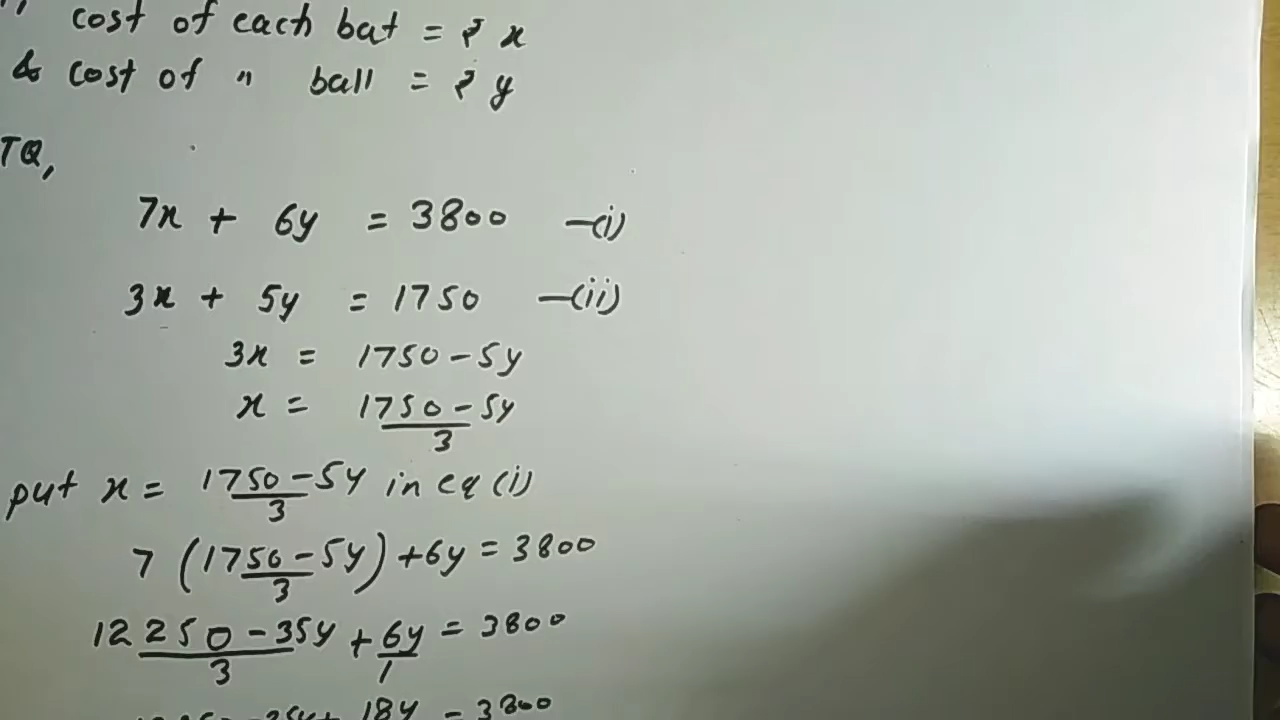 cost of each bat = ₹ x
& cost of " ball = ₹ y
TQ,
7x + 6y = 3800 —(i)
3x + 5y = 1750 —(ii)
3x = 1750 - 5y
x = 1750 - 5y / 3
put x = 1750 - 5y / 3 in eq (i)
7 (1750 - 5y / 3) + 6y = 3800
12250 - 35y / 3 + 6y / 1 = 3800
18y = 3800